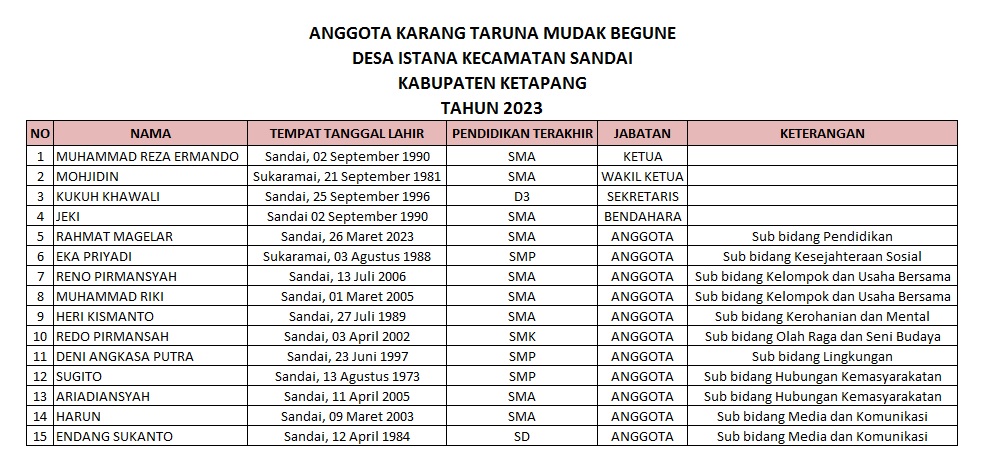 ANGGOTA KARANG TARUNA MUDAK BEGUNE
DESA ISTANA KECAMATAN SANDAI
KABUPATEN KETAPANG
TAHUN 2023
NO NAMA TEMPAT TANGGAL LAHIR PENDIDIKAN TERAKHIR JABATAN KETERANGAN
1 MUHAMMAD REZA ERMANDO Sandai, 02 September 1990 SMA KETUA
2 MOHJIDIN Sukaramai, 21 September 1981 SMA WAKIL KETUA
3 KUKUH KHAWALI Sandai, 25 September 1996 D3 SEKRETARIS
4 JEKI Sandai 02 September 1990 SMA BENDAHARA
5 RAHMAT MAGELAR Sandai, 26 Maret 2023 SMA ANGGOTA Sub bidang Pendidikan
6 EKA PRIYADI Sukaramai, 03 Agustus 1988 SMP ANGGOTA Sub bidang Kesejahteraan Sosial
7 RENO PIRMANSYAH Sandai, 13 Juli 2006 SMA ANGGOTA Sub bidang Kelompok dan Usaha Bersama
8 MUHAMMAD RIKI Sandai, 01 Maret 2005 SMA ANGGOTA Sub bidang Kelompok dan Usaha Bersama
9 HERI KISMANTO Sandai, 27 Juli 1989 SMA ANGGOTA Sub bidang Kerohanian dan Mental
10 REDO PIRMANSAH Sandai, 03 April 2002 SMK ANGGOTA Sub bidang Olah Raga dan Seni Budaya
11 DENI ANGKASA PUTRA Sandai, 23 Juni 1997 SMP ANGGOTA Sub bidang Lingkungan
12 SUGITO Sandai, 13 Agustus 1973 SMP ANGGOTA Sub bidang Hubungan Kemasyarakatan
13 ARIADIANSYAH Sandai, 11 April 2005 SMA ANGGOTA Sub bidang Hubungan Kemasyarakatan
14 HARUN Sandai, 09 Maret 2003 SMA ANGGOTA Sub bidang Media dan Komunikasi
15 ENDANG SUKANTO Sandai, 12 April 1984 SD ANGGOTA Sub bidang Media dan Komunikasi